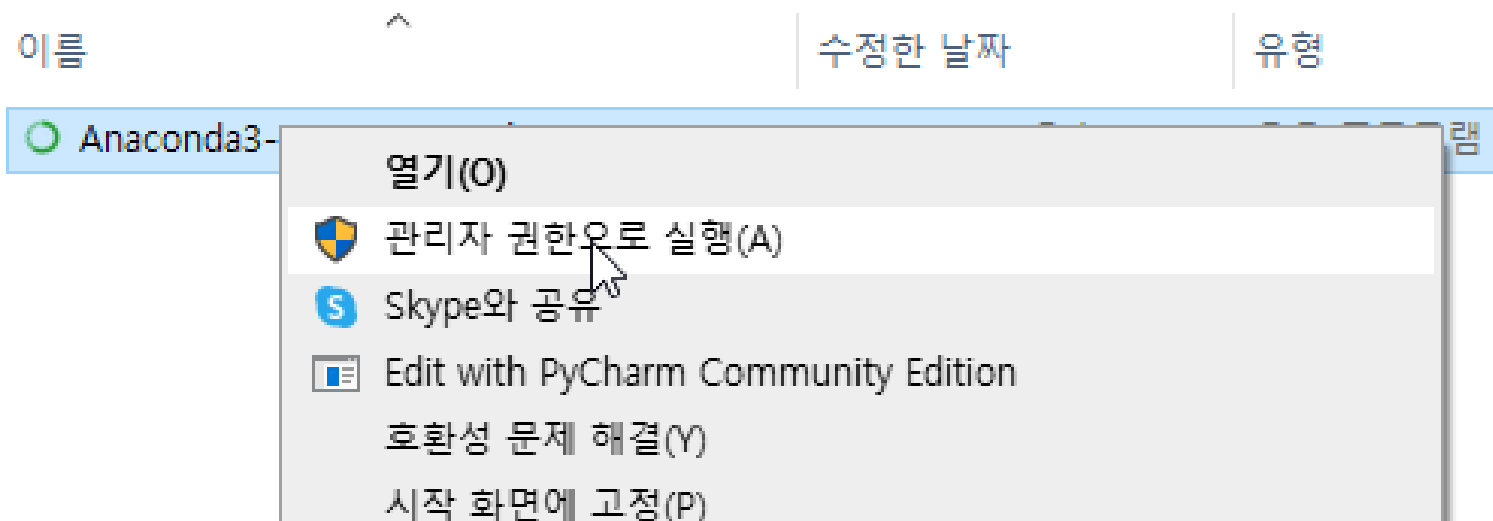 이름 수정한 날짜 유형
Anaconda3-
열기(O)
관리자 권한으로 실행(A)
Skype와 공유
Edit with PyCharm Community Edition
호환성 문제 해결(Y)
시작 화면에 고정(P)